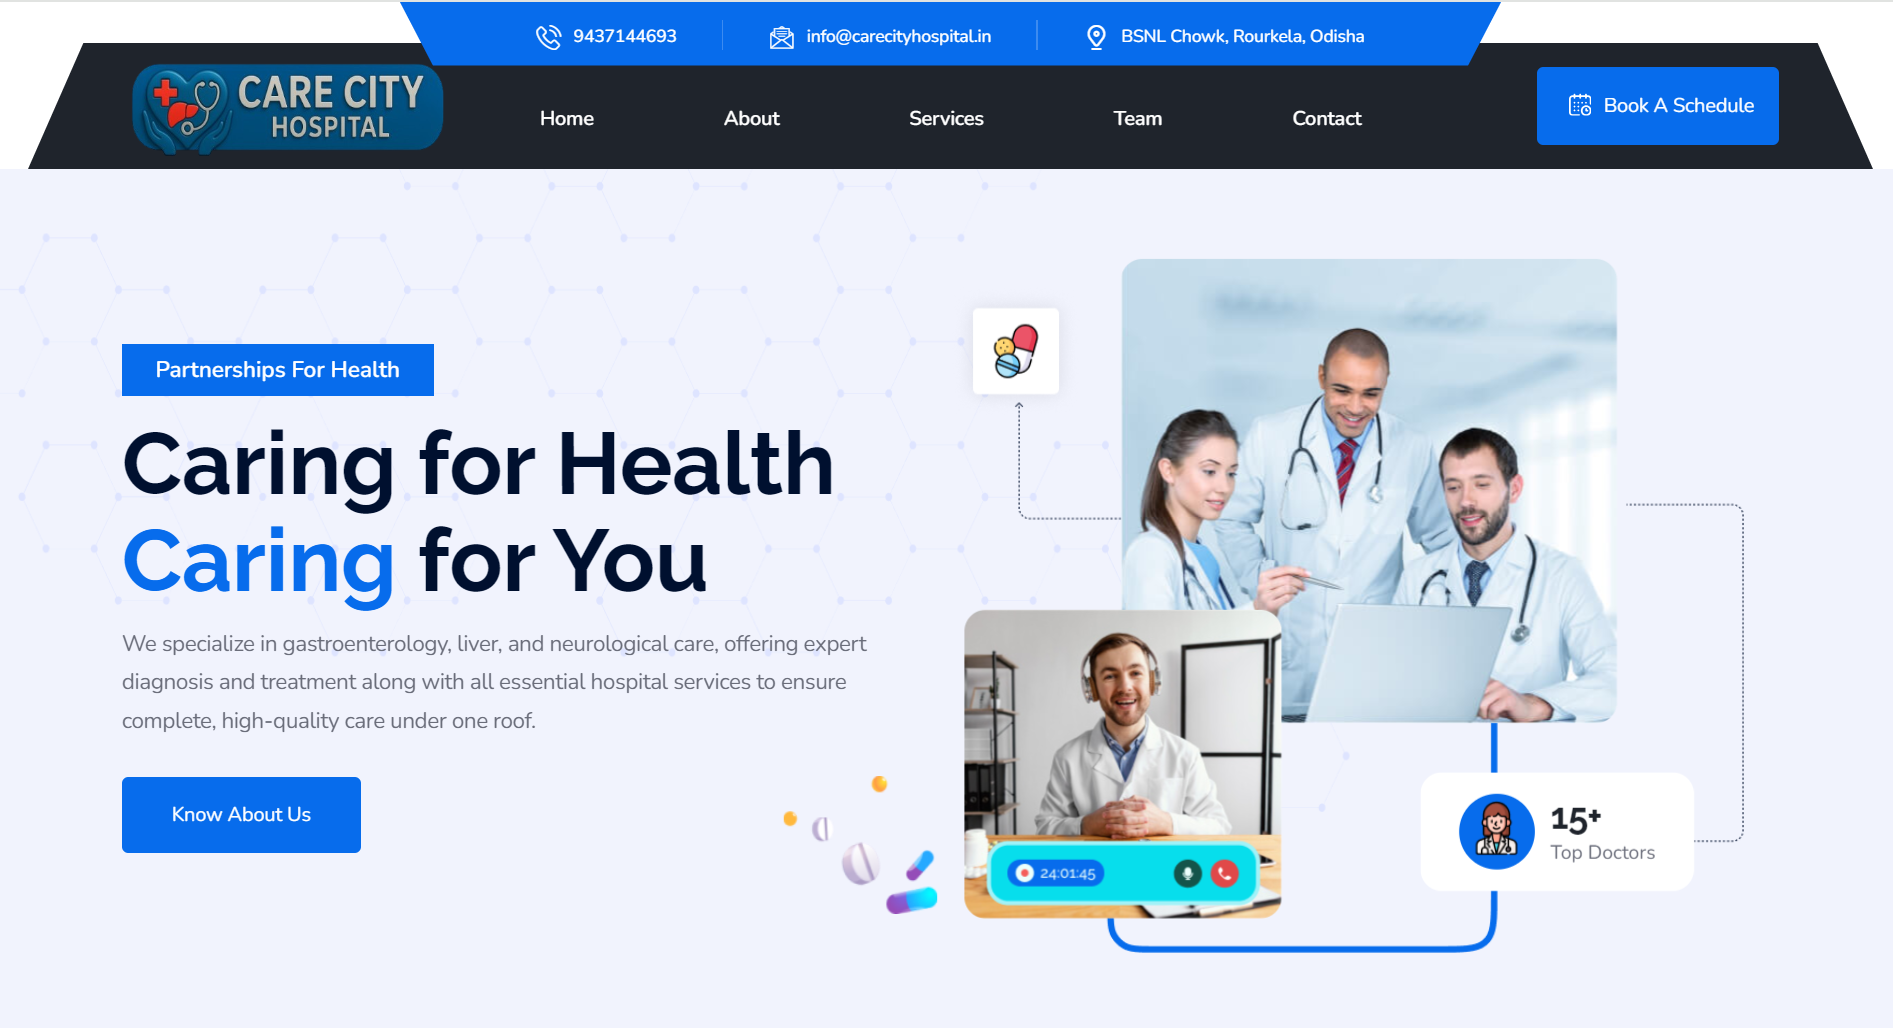 9437144693
info@carecityhospital.in
BSNL Chowk, Rourkela, Odisha
CARE CITY
HOSPITAL
Home
About
Services
Team
Contact
Book A Schedule
Partnerships For Health
Caring for Health
Caring for You
We specialize in gastroenterology, liver, and neurological care, offering expert
diagnosis and treatment along with all essential hospital services to ensure
complete, high-quality care under one roof.
Know About Us
24:01:45
15+
Top Doctors